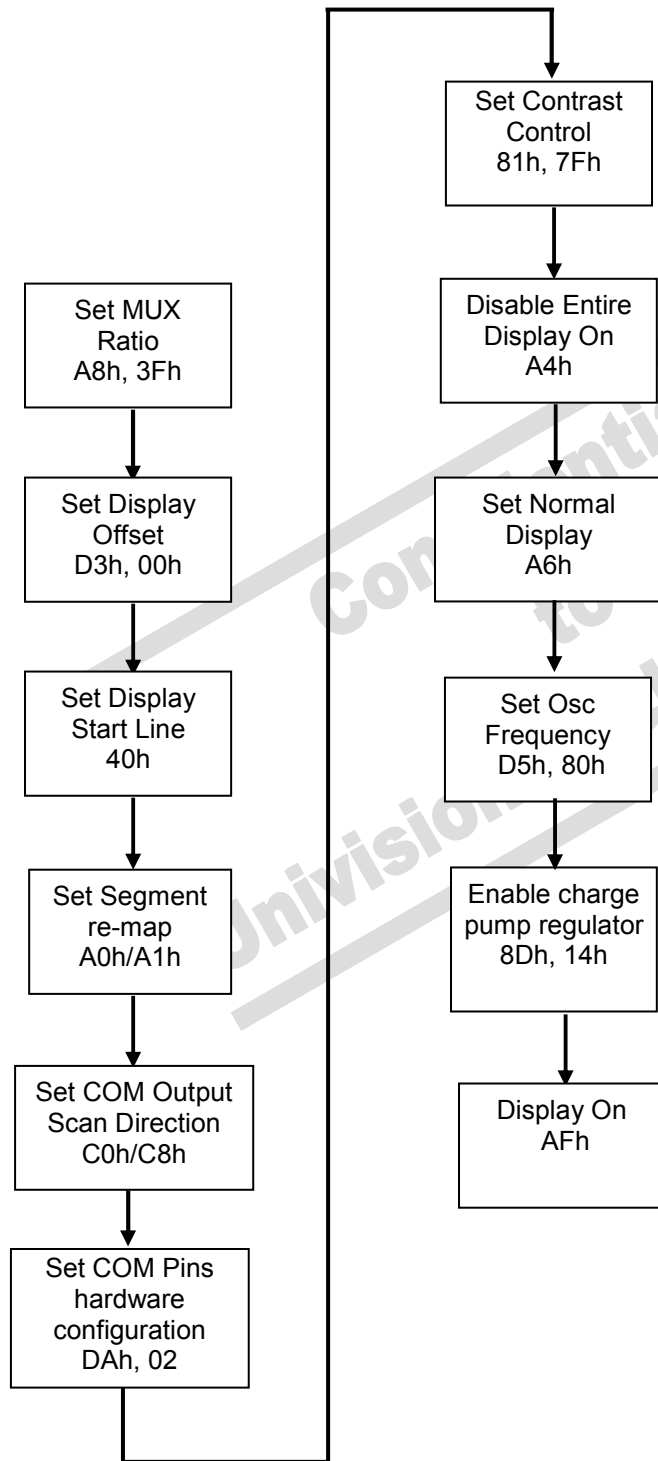 Set MUX
Ratio
A8h, 3Fh
Set Display
Offset
D3h, 00h
Set Display
Start Line
40h
Set Segment
re-map
A0h/A1h
Set COM Output
Scan Direction
C0h/C8h
Set COM Pins
hardware
configuration
DAh, 02
Set Contrast
Control
81h, 7Fh
Disable Entire
Display On
A4h
Set Normal
Display
A6h
Set Osc
Frequency
D5h, 80h
Enable charge
pump regulator
8Dh, 14h
Display On
AFh
to
Univision